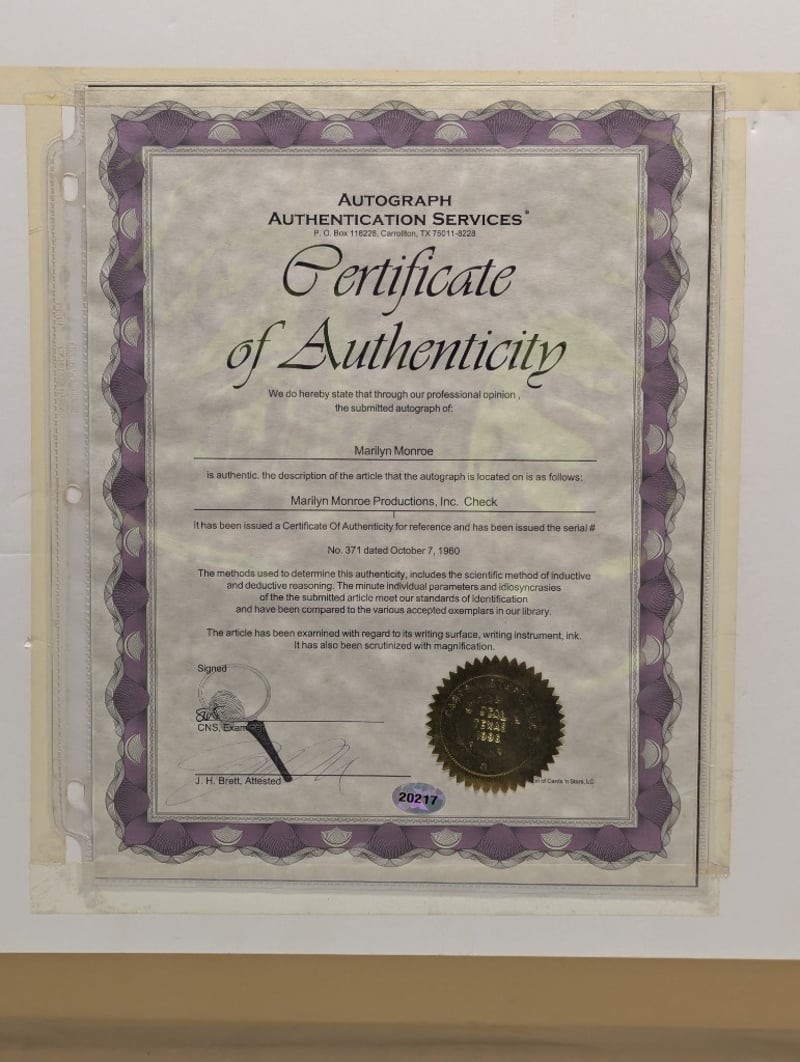 AUTOGRAPH
AUTHENTICATION SERVICES
P. O. Box 118228, Carrollton, TX 75011-8228
Certificate
of Authenticity
We do hereby state that through our professional opinion ,
the submitted autograph of:
Marilyn Monroe
is authentic. the description of the article that the autograph is located on is as follows:
Marilyn Monroe Productions, Inc. Check
It has been issued a Certificate Of Authenticity for reference and has been issued the serial #
No. 371 dated October 7, 1960
The methods used to determine this authenticity, includes the scientific method of inductive
and deductive reasoning. The minute individual parameters and idiosyncrasies
of the the submitted article meet our standards of identification
and have been compared to the various accepted exemplars in our library.
The article has been examined with regard to its writing surface, writing instrument, ink.
It has also been scrutinized with magnification.
Signed
CNS, Examiner
SEAL
TEXAS
1996
J. H. Brett, Attested
of Cards 'n Stars, LC
20217